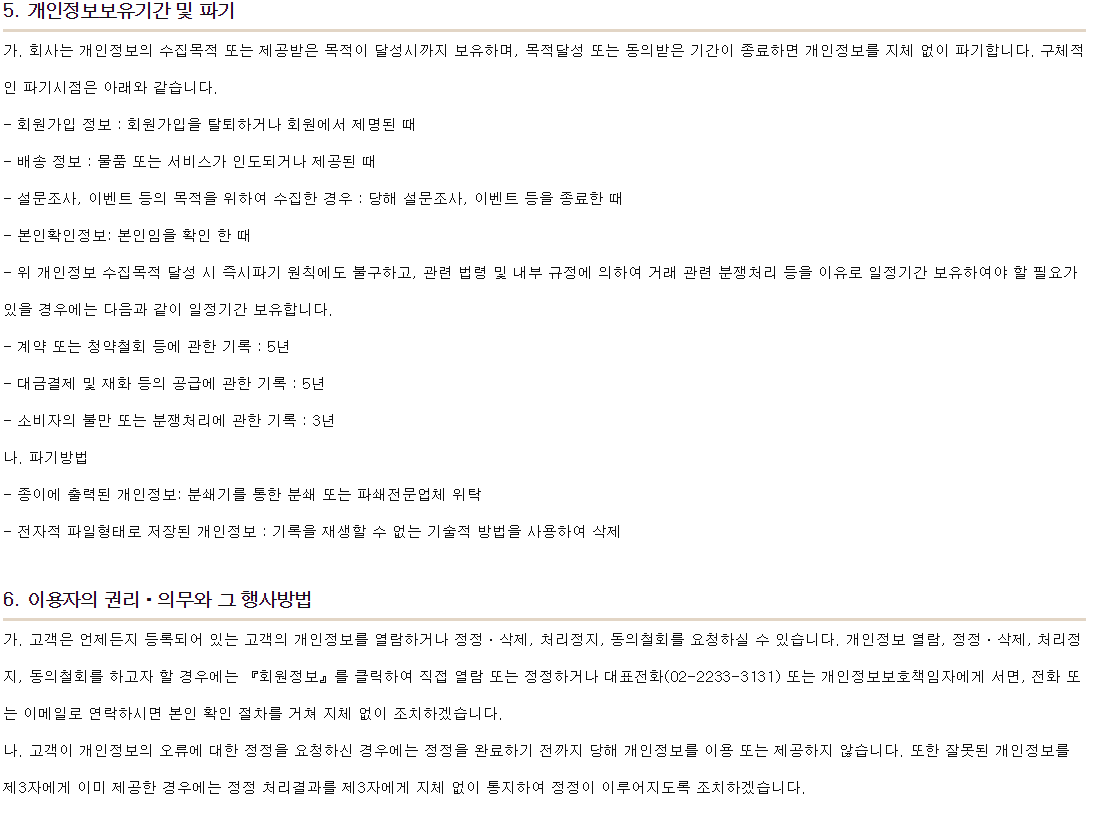 5. 개인정보보유기간 및 파기
가. 회사는 개인정보의 수집목적 또는 제공받은 목적이 달성시까지 보유하며, 목적달성 또는 동의받은 기간이 종료하면 개인정보를 지체 없이 파기합니다. 구체적
인 파기시점은 아래와 같습니다.
- 회원가입 정보 : 회원가입을 탈퇴하거나 회원에서 제명된 때
- 배송 정보 : 물품 또는 서비스가 인도되거나 제공된 때
- 설문조사, 이벤트 등의 목적을 위하여 수집한 경우 : 당해 설문조사, 이벤트 등을 종료한 때
- 본인확인정보: 본인임을 확인 한 때
- 위 개인정보 수집목적 달성 시 즉시파기 원칙에도 불구하고, 관련 법령 및 내부 규정에 의하여 거래 관련 분쟁처리 등을 이유로 일정기간 보유하여야 할 필요가
있을 경우에는 다음과 같이 일정기간 보유합니다.
- 계약 또는 청약철회 등에 관한 기록 : 5년
- 대금결제 및 재화 등의 공급에 관한 기록 : 5년
- 소비자의 불만 또는 분쟁처리에 관한 기록 : 3년
나. 파기방법
- 종이에 출력된 개인정보: 분쇄기를 통한 분쇄 또는 파쇄전문업체 위탁
- 전자적 파일형태로 저장된 개인정보 : 기록을 재생할 수 없는 기술적 방법을 사용하여 삭제
6. 이용자의 권리·의무와 그 행사방법
가. 고객은 언제든지 등록되어 있는 고객의 개인정보를 열람하거나 정정·삭제, 처리정지, 동의철회를 요청하실 수 있습니다. 개인정보 열람, 정정·삭제, 처리정
지, 동의철회를 하고자 할 경우에는 『회원정보』를 클릭하여 직접 열람 또는 정정하거나 대표전화(02-2233-3131) 또는 개인정보보호책임자에게 서면, 전화 또
는 이메일로 연락하시면 본인 확인 절차를 거쳐 지체 없이 조치하겠습니다.
나. 고객이 개인정보의 오류에 대한 정정을 요청하신 경우에는 정정을 완료하기 전까지 당해 개인정보를 이용 또는 제공하지 않습니다. 또한 잘못된 개인정보를
제3자에게 이미 제공한 경우에는 정정 처리결과를 제3자에게 지체 없이 통지하여 정정이 이루어지도록 조치하겠습니다.